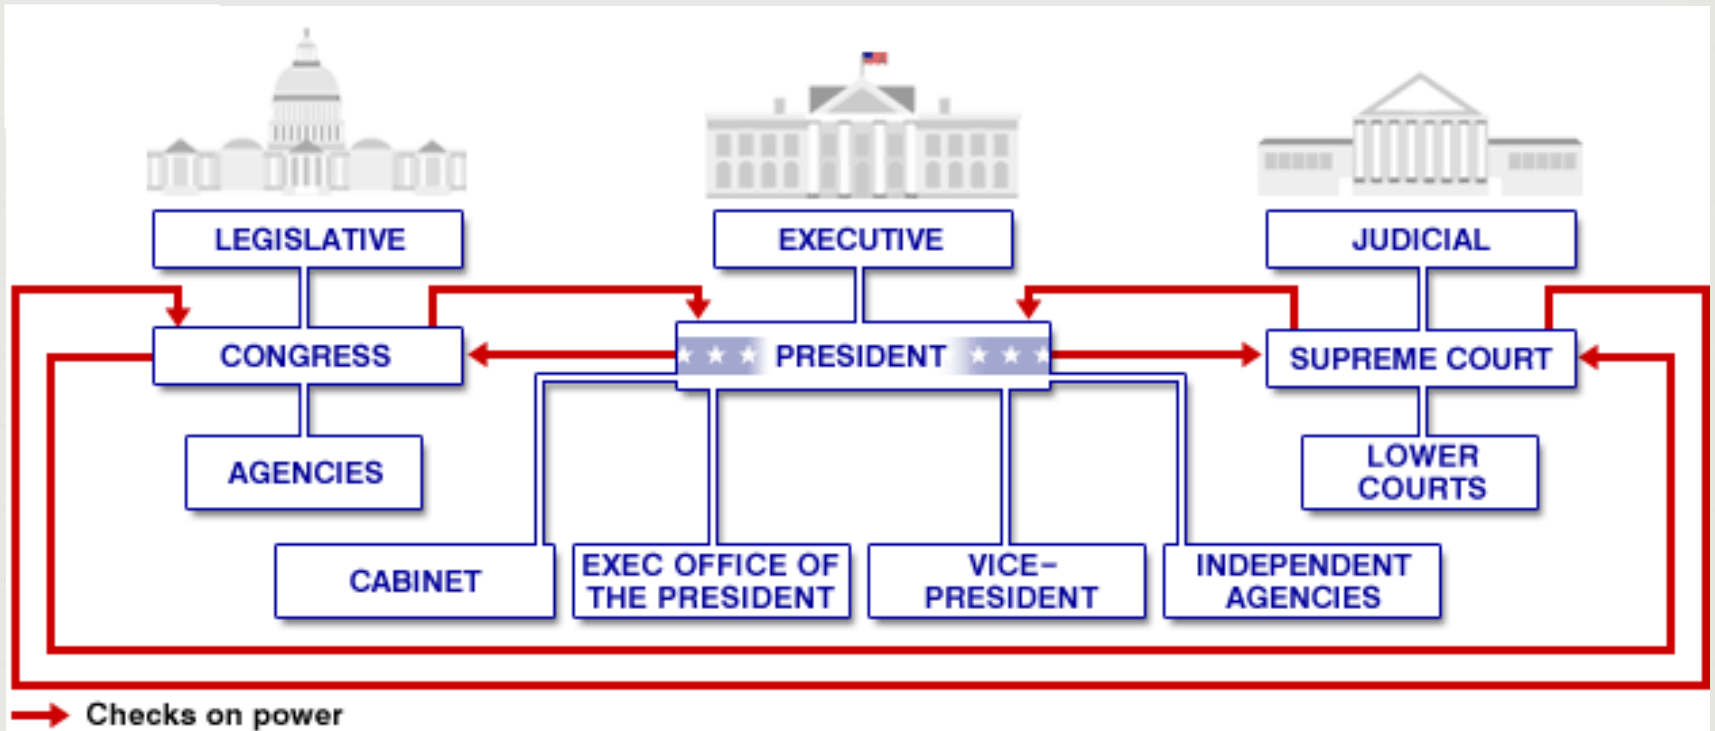 LEGISLATIVE
EXECUTIVE
JUDICIAL
CONGRESS
PRESIDENT
SUPREME COURT
AGENCIES
LOWER
COURTS
CABINET
EXEC OFFICE OF
THE PRESIDENT
VICE–
PRESIDENT
INDEPENDENT
AGENCIES
Checks on power